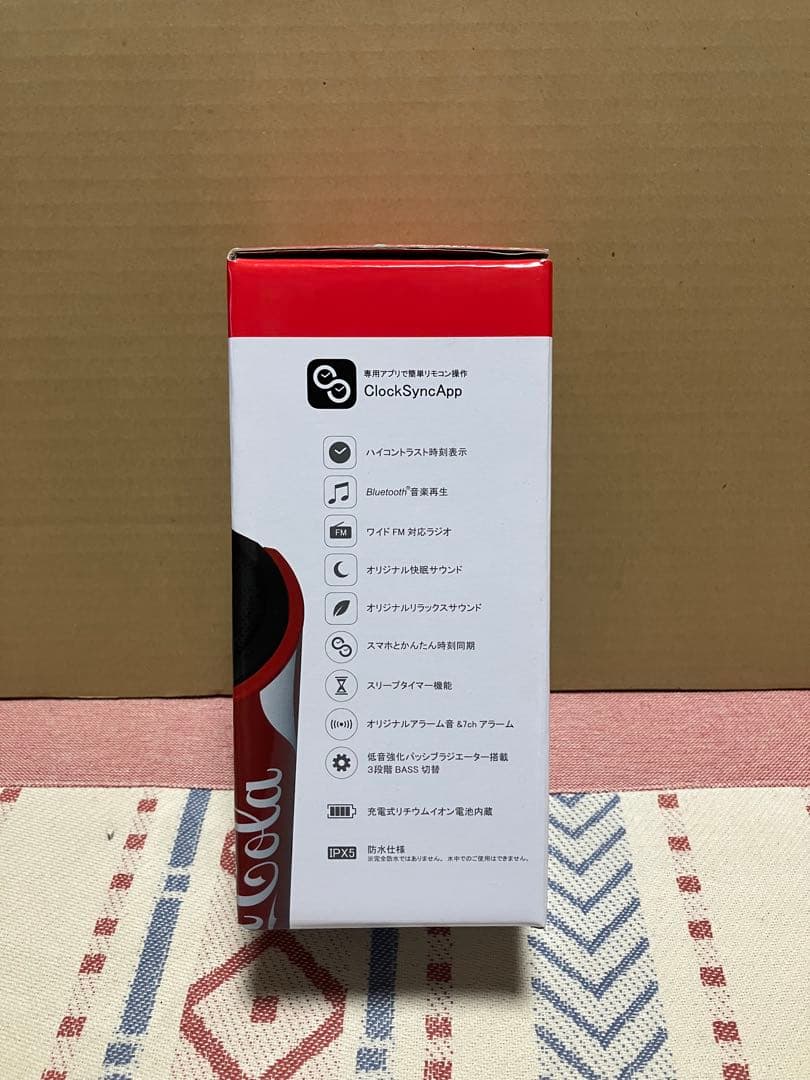 専用アプリで簡単リモコン操作
ClockSyncApp
ハイコントラスト時刻表示
Bluetooth®音楽再生
FM
ワイド FM 対応ラジオ
オリジナル快眠サウンド
オリジナルリラックスサウンド
スマホとかんたん時刻同期
スリープタイマー機能
オリジナルアラーム音 &7ch アラーム
低音強化パッシブラジエーター搭載
3段階 BASS 切替
充電式リチウムイオン電池内蔵
IPX5
防水仕様
※完全防水ではありません。水中でのご使用はできません。
Cola